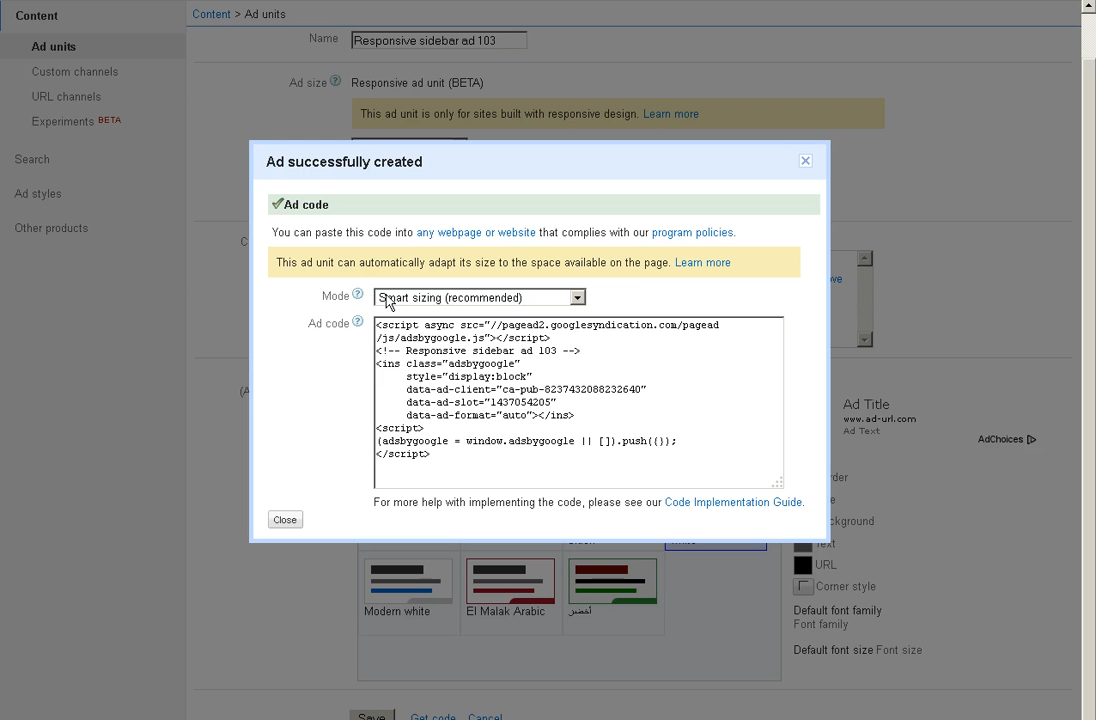 Content
Ad units
Custom channels
URL channels
Experiments BETA
Search
Ad styles
Other products
Content > Ad units
Name Responsive sidebar ad 103
Ad size ? Responsive ad unit (BETA)
This ad unit is only for sites built with responsive design. Learn more
Ad successfully created
Ad code
You can paste this code into any webpage or website that complies with our program policies.
This ad unit can automatically adapt its size to the space available on the page. Learn more
Mode ? Smart sizing (recommended)
Ad code ?
<script async src="//pagead2.googlesyndication.com/pagead
/js/adsbygoogle.js"></script>
<!-- Responsive sidebar ad 103 -->
<ins class="adsbygoogle"
style="display:block"
data-ad-client="ca-pub-8237432088232640"
data-ad-slot="1437054205"
data-ad-format="auto"></ins>
<script>
(adsbygoogle = window.adsbygoogle || []).push({});
</script>
For more help with implementing the code, please see our Code Implementation Guide.
Close
Ad Title
www.ad-url.com
Ad Text
AdChoices
Text
URL
Corner style
Default font family
Font family
Default font size Font size
Modern white
El Malak Arabic
أخضر
Save Get code Cancel